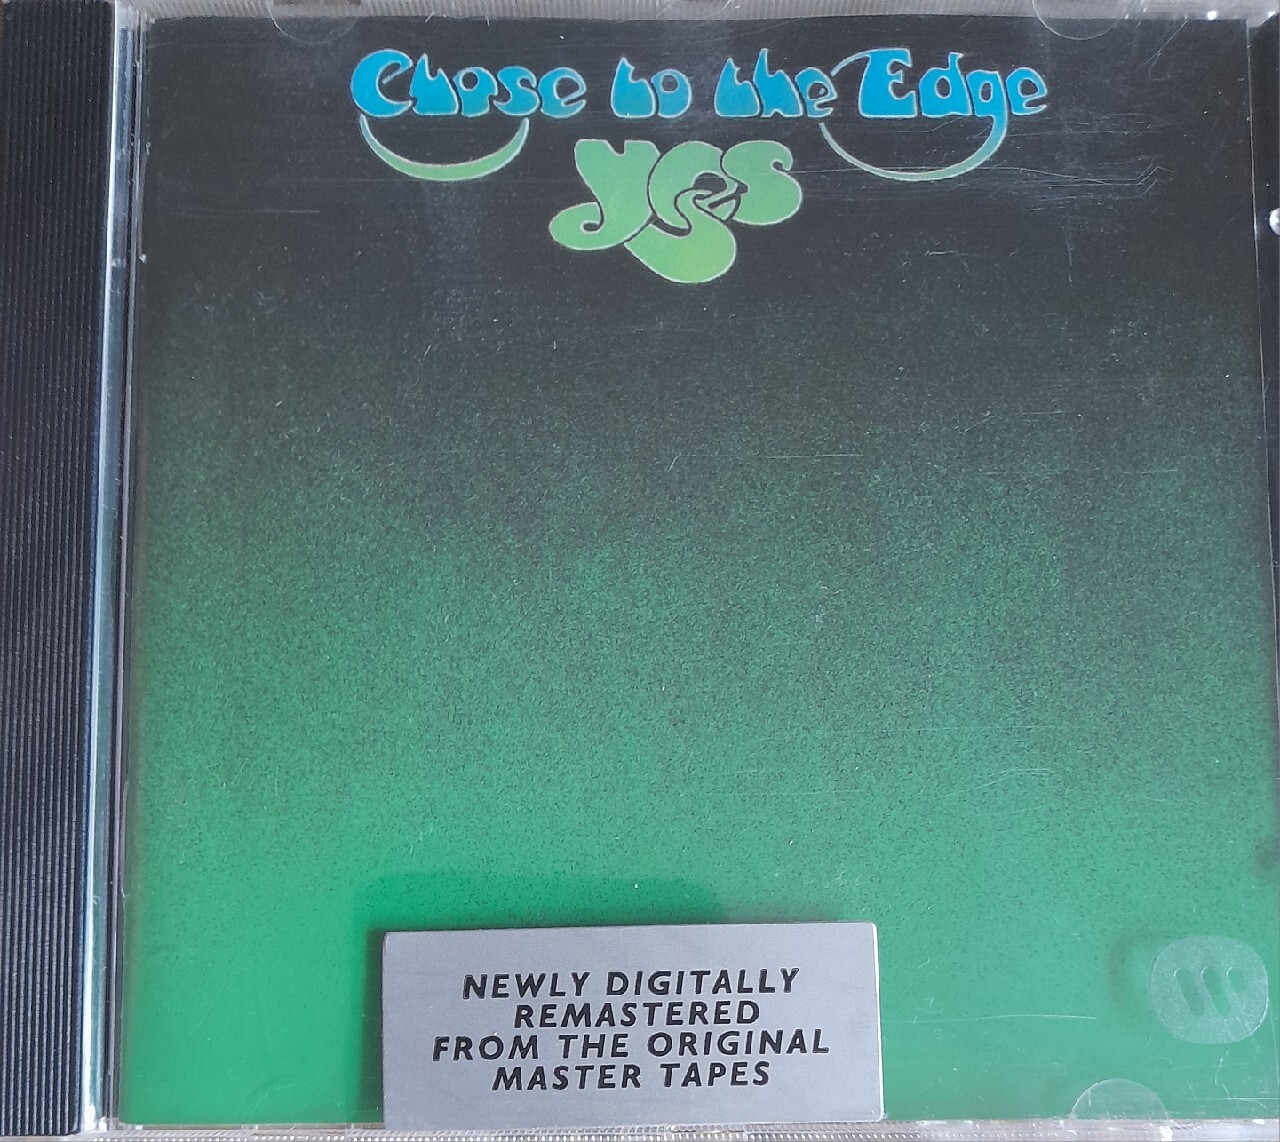 Close to the Edge
yes
NEWLY DIGITALLY
REMASTERED
FROM THE ORIGINAL
MASTER TAPES